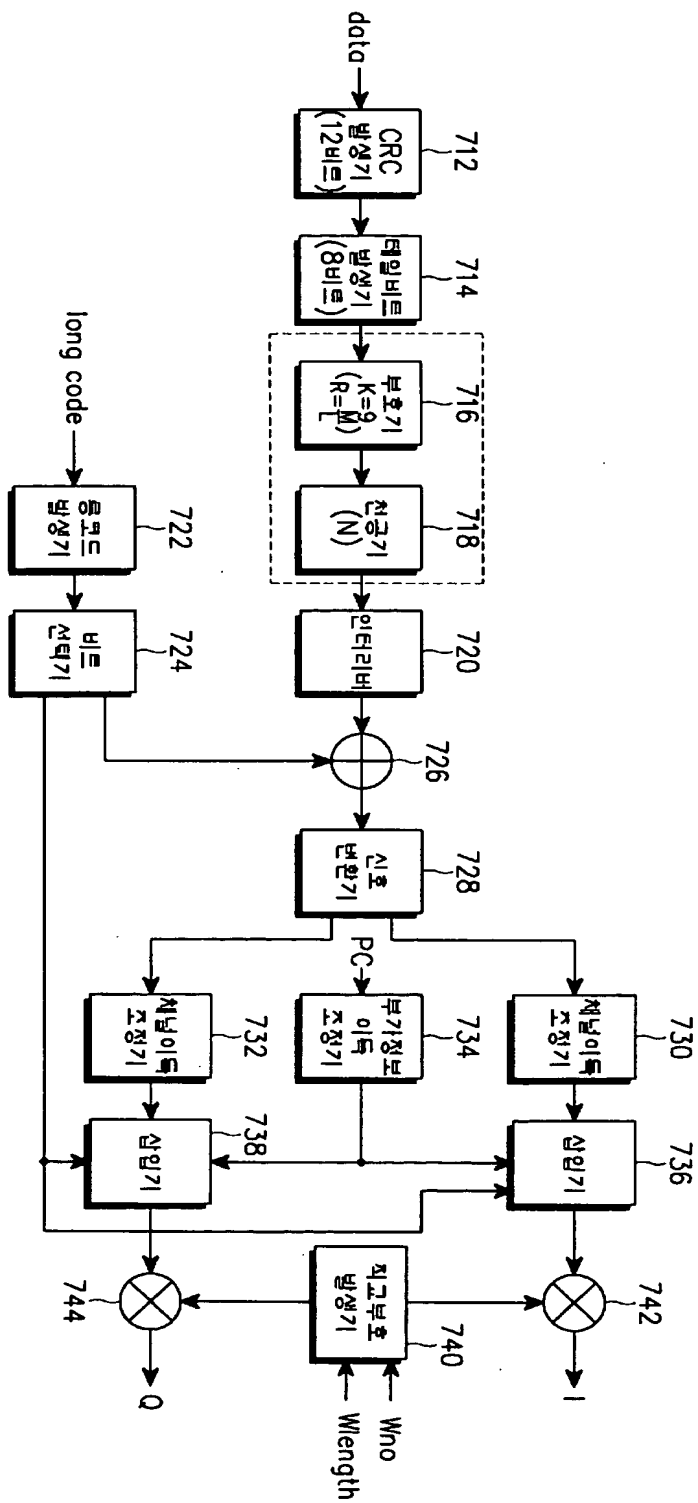 data
712
CRC
발생기
(12비트)
714
테일비트
발생기
(8비트)
716
부호기
K=9
(R=M/L)
718
천공기
(N)
720
인터리버
long code
722
롱코드
발생기
724
비트
선택기
726
728
신호
변환기
730
채널이득
조정기
PC
734
부가정보
이득
조정기
732
채널이득
조정기
736
삽입기
738
삽입기
740
직교부호
발생기
Wno
Wlength
742
I
744
Q